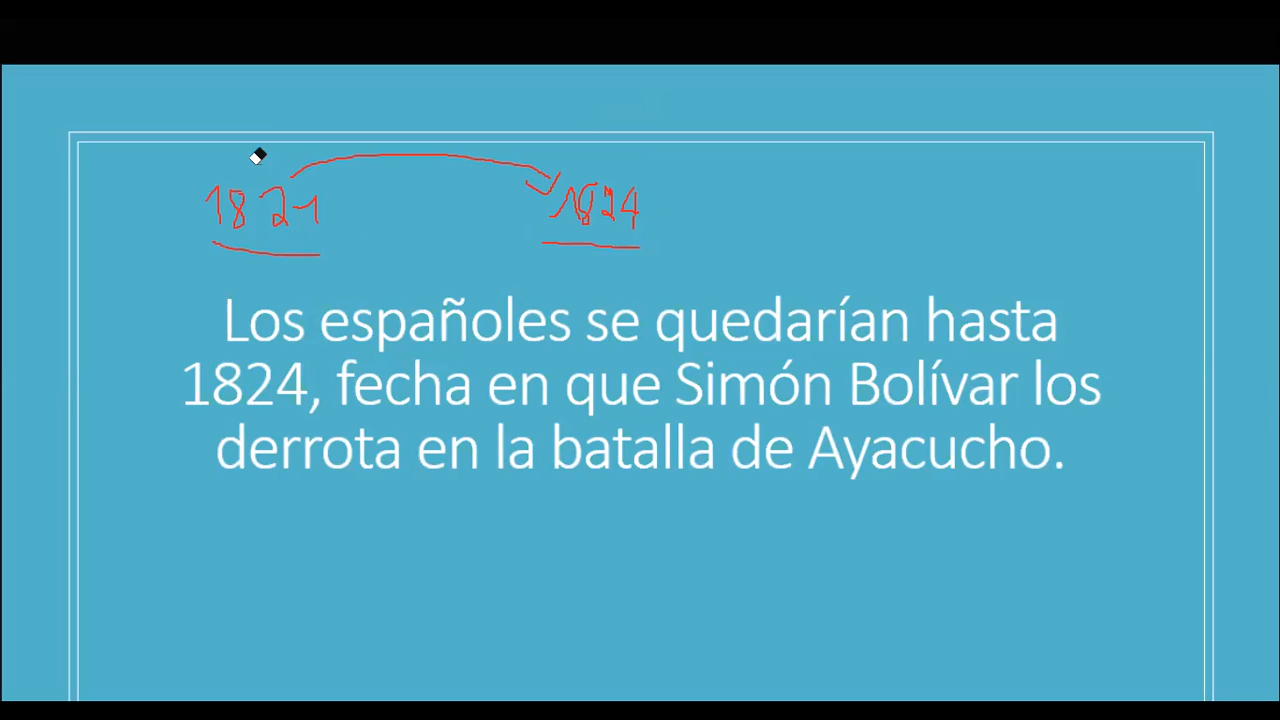 1821 1824
Los españoles se quedarían hasta
1824, fecha en que Simón Bolívar los
derrota en la batalla de Ayacucho.